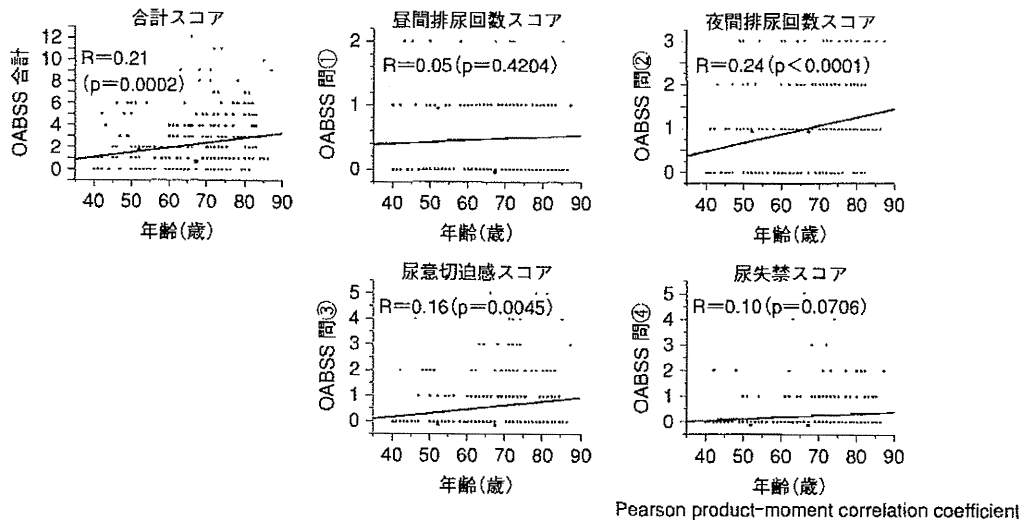 合計スコア
OABSS 合計
12
10
8
6
4
2
0
R=0.21
(p=0.0002)
40 50 60 70 80 90
年齢(歳)
昼間排尿回数スコア
OABSS 問①
2
1
0
R=0.05(p=0.4204)
40 50 60 70 80 90
年齢(歳)
夜間排尿回数スコア
OABSS 問②
3
2
1
0
R=0.24(p<0.0001)
40 50 60 70 80 90
年齢(歳)
尿意切迫感スコア
OABSS 問③
5
4
3
2
1
0
R=0.16(p=0.0045)
40 50 60 70 80 90
年齢(歳)
尿失禁スコア
OABSS 問④
5
4
3
2
1
0
R=0.10(p=0.0706)
40 50 60 70 80 90
年齢(歳)
Pearson product-moment correlation coefficient